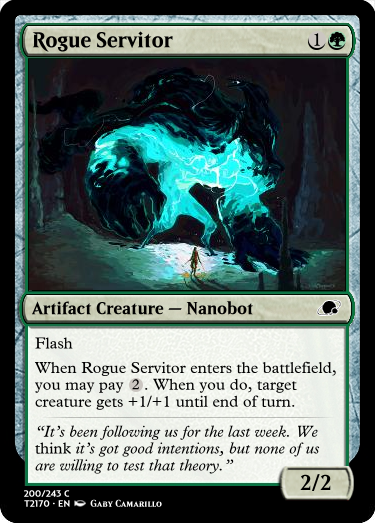 Rogue Servitor 1
Artifact Creature — Nanobot
Flash
When Rogue Servitor enters the battlefield,
you may pay 2. When you do, target
creature gets +1/+1 until end of turn.
“It’s been following us for the last week. We
think it’s got good intentions, but none of us
are willing to test that theory.”
2/2
200/243 C
T2170 • EN Gaby Camarillo